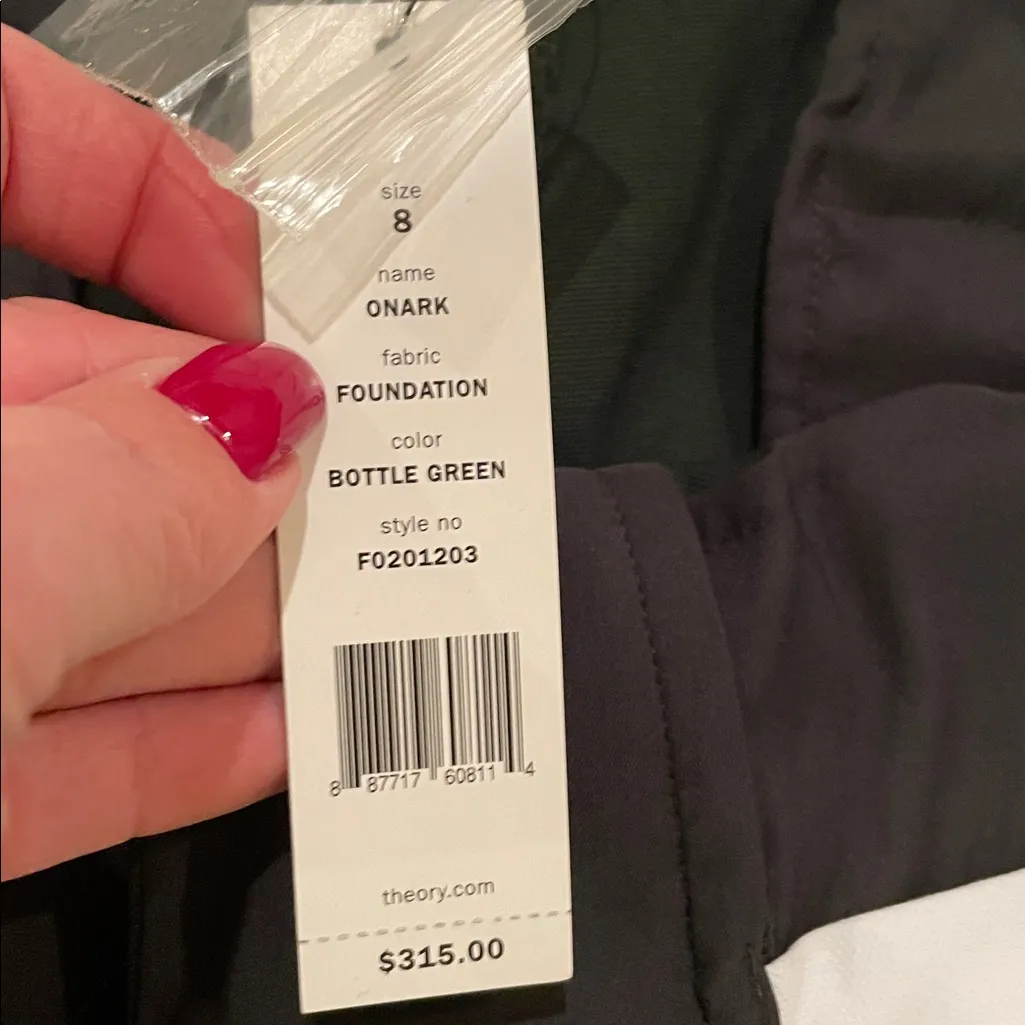 size
8
name
ONARK
fabric
FOUNDATION
color
BOTTLE GREEN
style no
F0201203
8 87717 60811 4
theory.com
$315.00